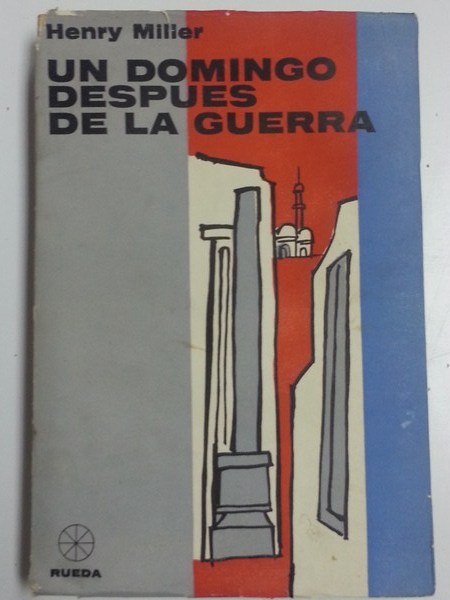 Henry Miller
UN DOMINGO
DESPUES
DE LA GUERRA
RUEDA